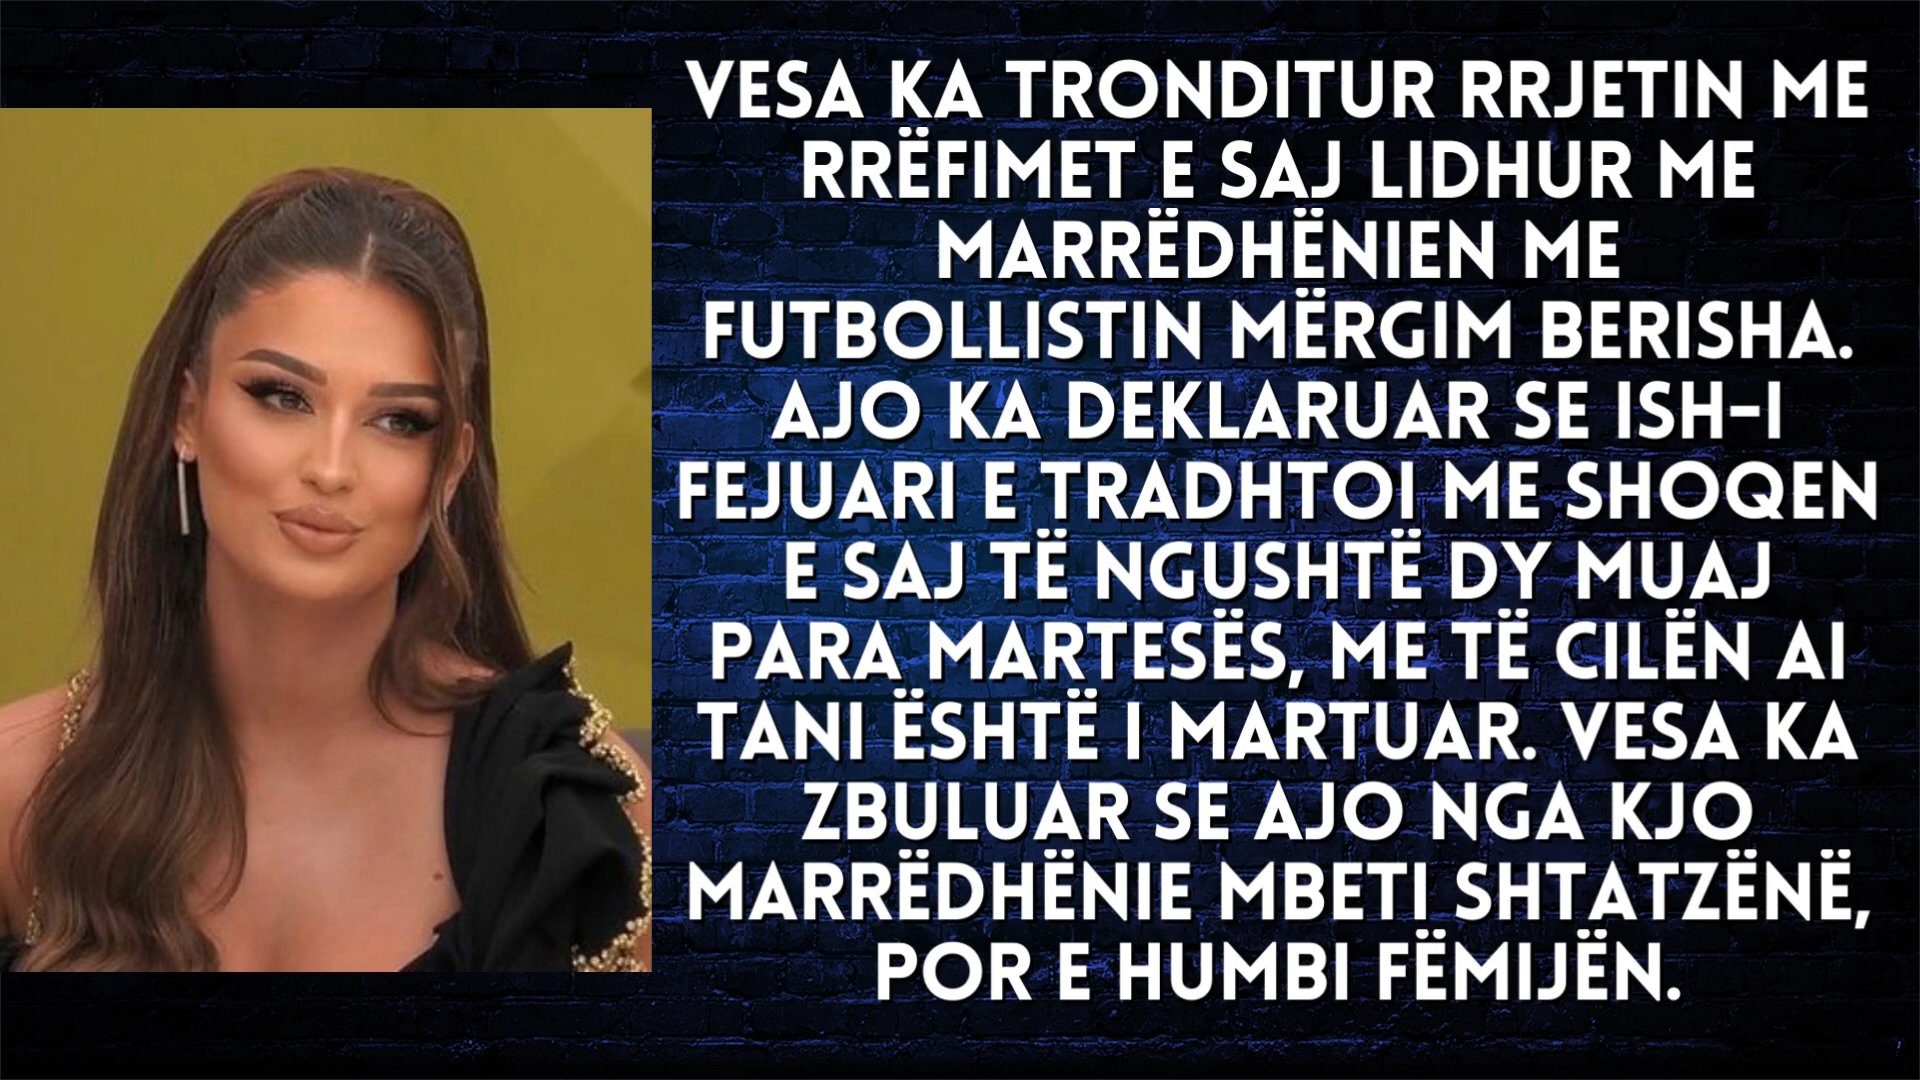 VESA KA TRONDITUR RRJETIN ME
RRËFIMET E SAJ LIDHUR ME
MARRËDHËNIEN ME
FUTBOLLISTIN MËRGIM BERISHA.
AJO KA DEKLARUAR SE ISH-I
FEJUARI E TRADHTOI ME SHOQEN
E SAJ TË NGUSHTË DY MUAJ
PARA MARTESËS, ME TË CILËN AI
TANI ËSHTË I MARTUAR. VESA KA
ZBULUAR SE AJO NGA KJO
MARRËDHËNIE MBETI SHTATZËNË,
POR E HUMBI FËMIJËN.